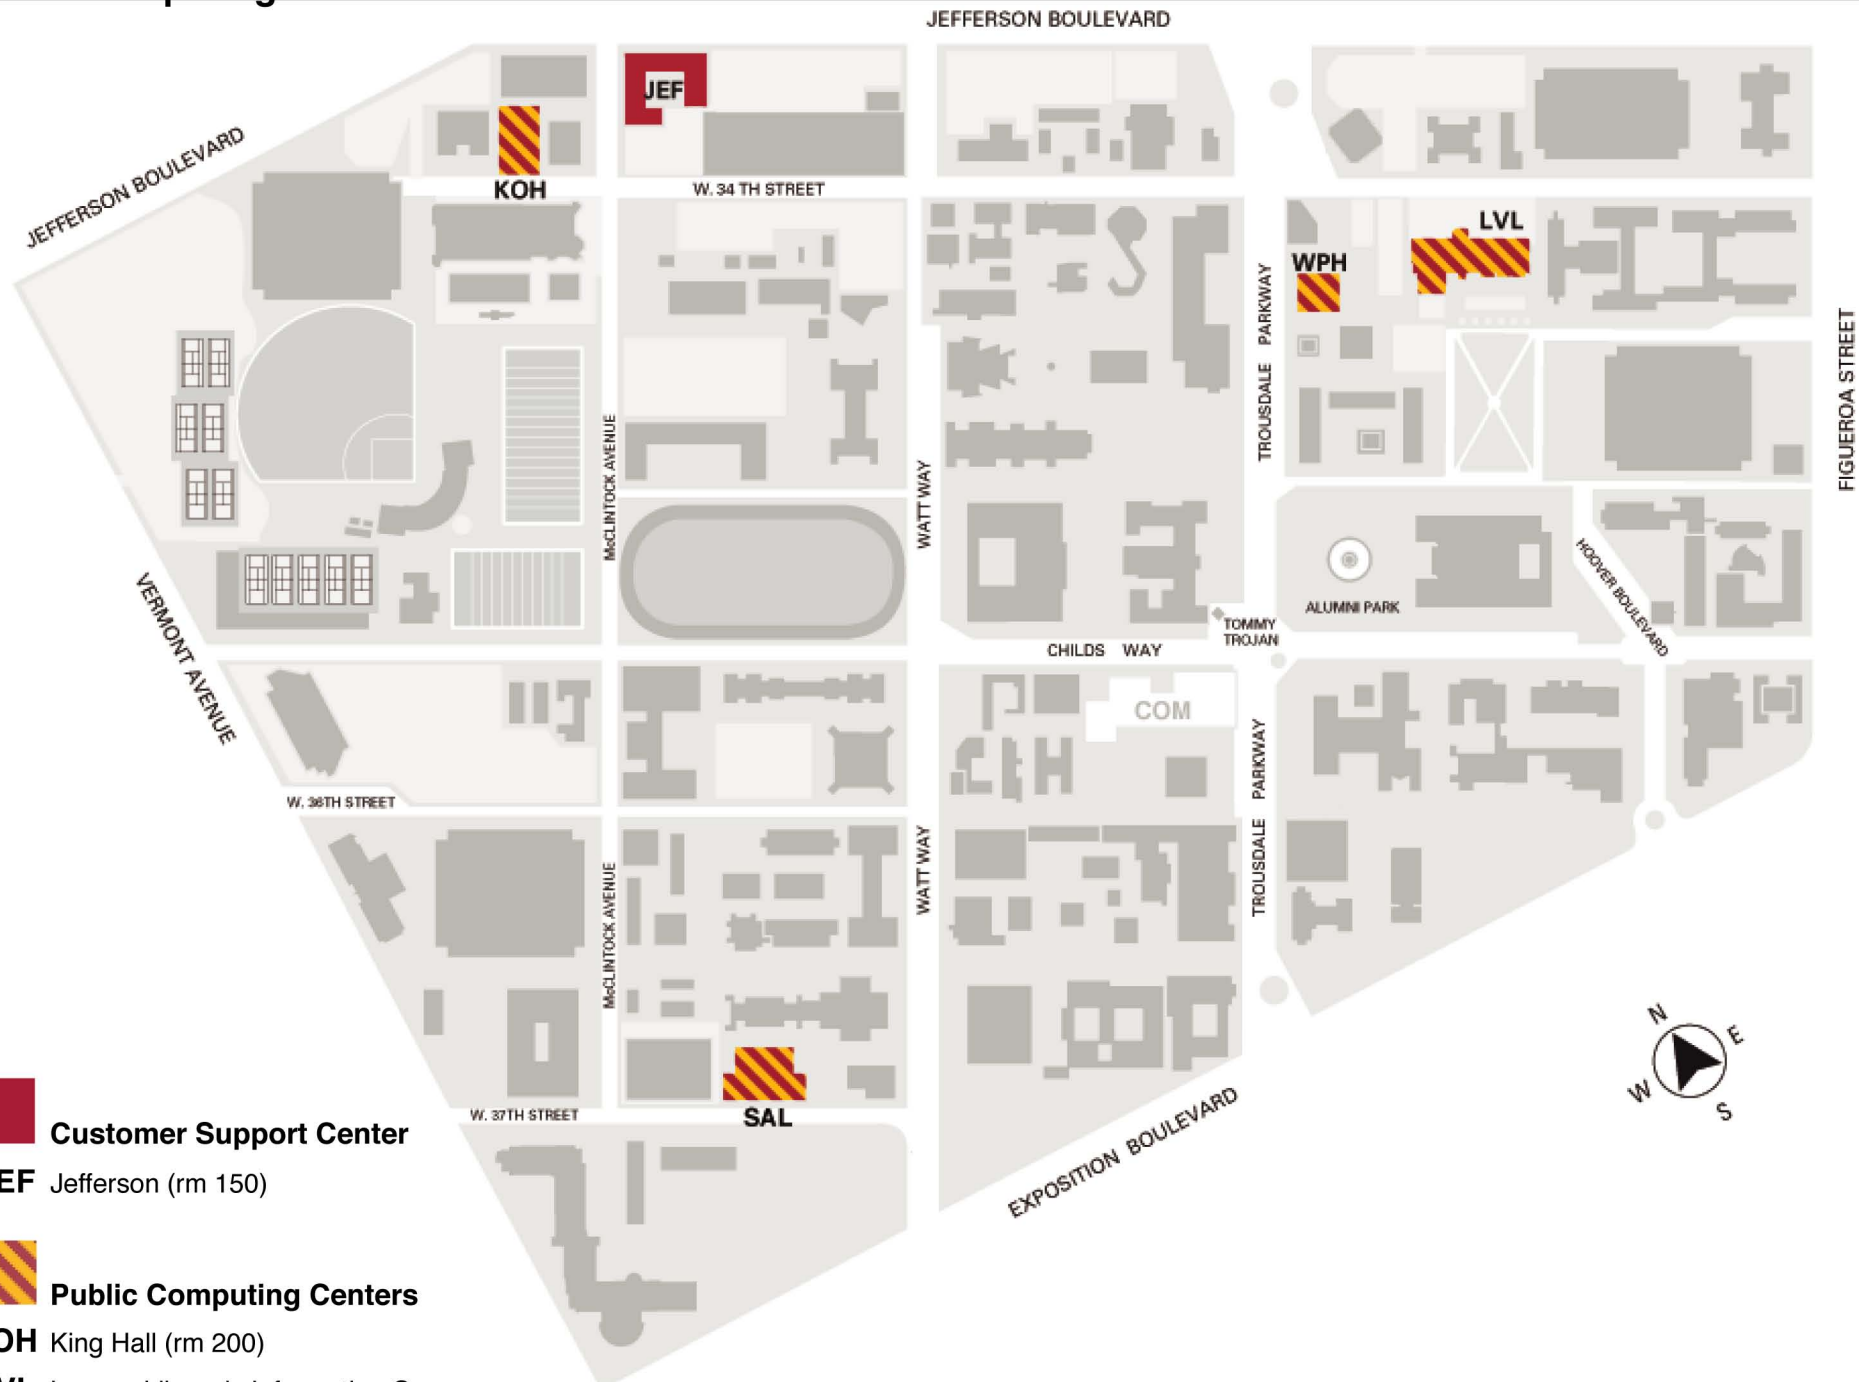 JEFFERSON BOULEVARD
JEF
JEFFERSON BOULEVARD
KOH
W. 34 TH STREET
LVL
WPH
TROUSDALE PARKWAY
FIGUEROA STREET
McCLINTOCK AVENUE
WATT WAY
HOOVER BOULEVARD
ALUMNI PARK
TOMMY
TROJAN
VERMONT AVENUE
CHILDS WAY
COM
TROUSDALE PARKWAY
W. 36TH STREET
WATT WAY
TROUSDALE
McCLINTOCK AVENUE
N
E
W
S
W. 37TH STREET
SAL
EXPOSITION BOULEVARD
Customer Support Center
EF Jefferson (rm 150)
Public Computing Centers
OH King Hall (rm 200)